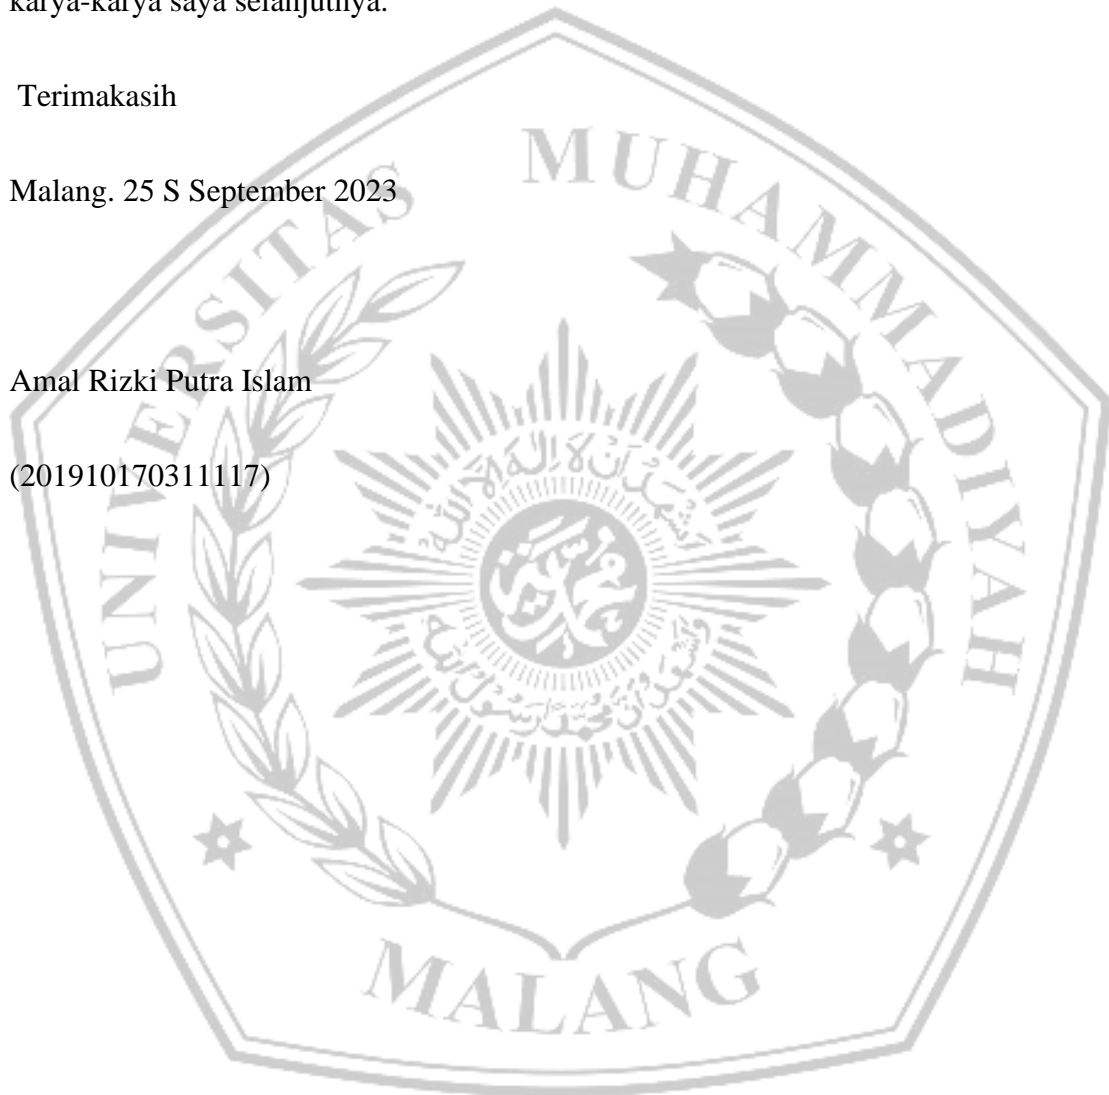 karya-karya saya selanjutnya.
Terimakasih
Malang. 25 S September 2023
Amal Rizki Putra Islam
(201910170311117)
UNIVERSITAS MUHAMMADIYAH
MALANG